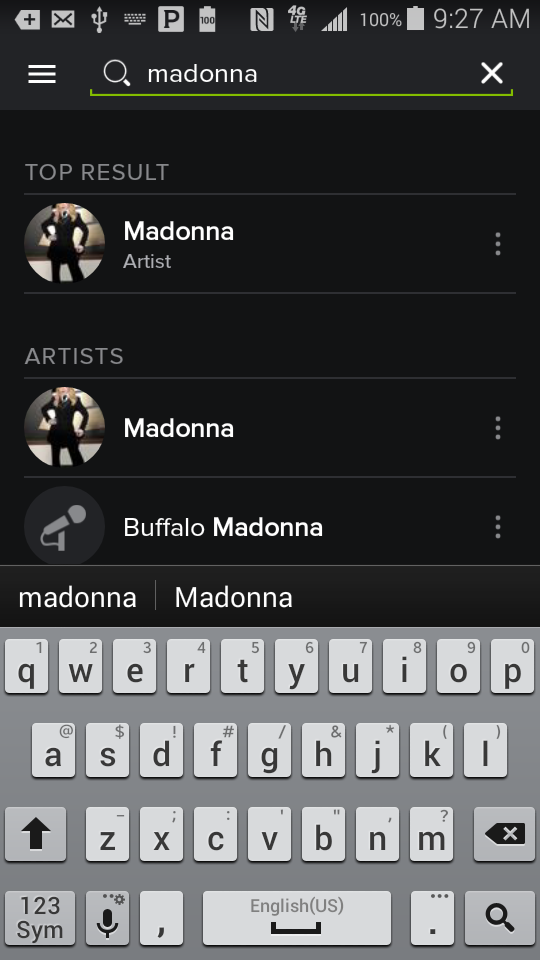 100 4G LTE 100% 9:27 AM
madonna
TOP RESULT
Madonna
Artist
ARTISTS
Madonna
Buffalo Madonna
madonna Madonna
1 2 3 4 5 6 7 8 9 0
q w e r t y u i o p
@ $ ! # / & * ( )
a s d f g h j k l
- ; : ' " , ?
z x c v b n m
123 Sym , English(US) .